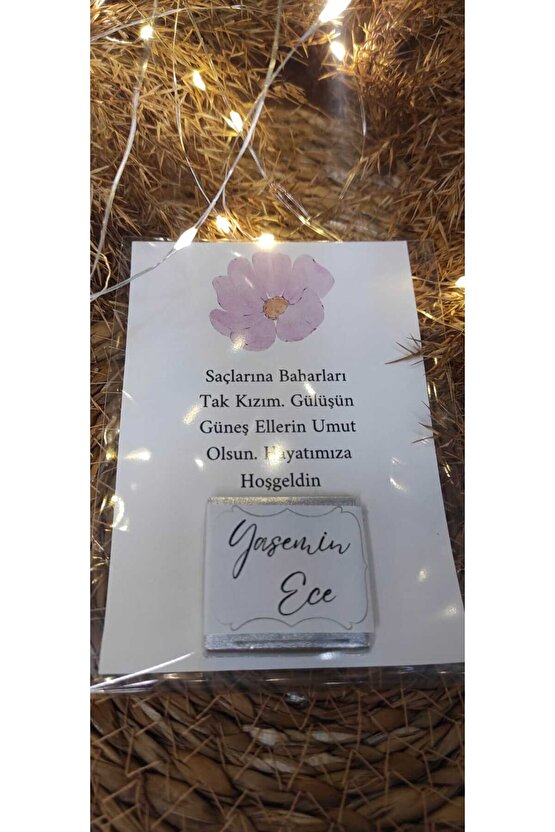 Saçlarına Baharları
Tak Kızım. Gülüşün
Güneş Ellerin Umut
Olsun. Hayatımıza
Hoşgeldin
Yasemin
Ece